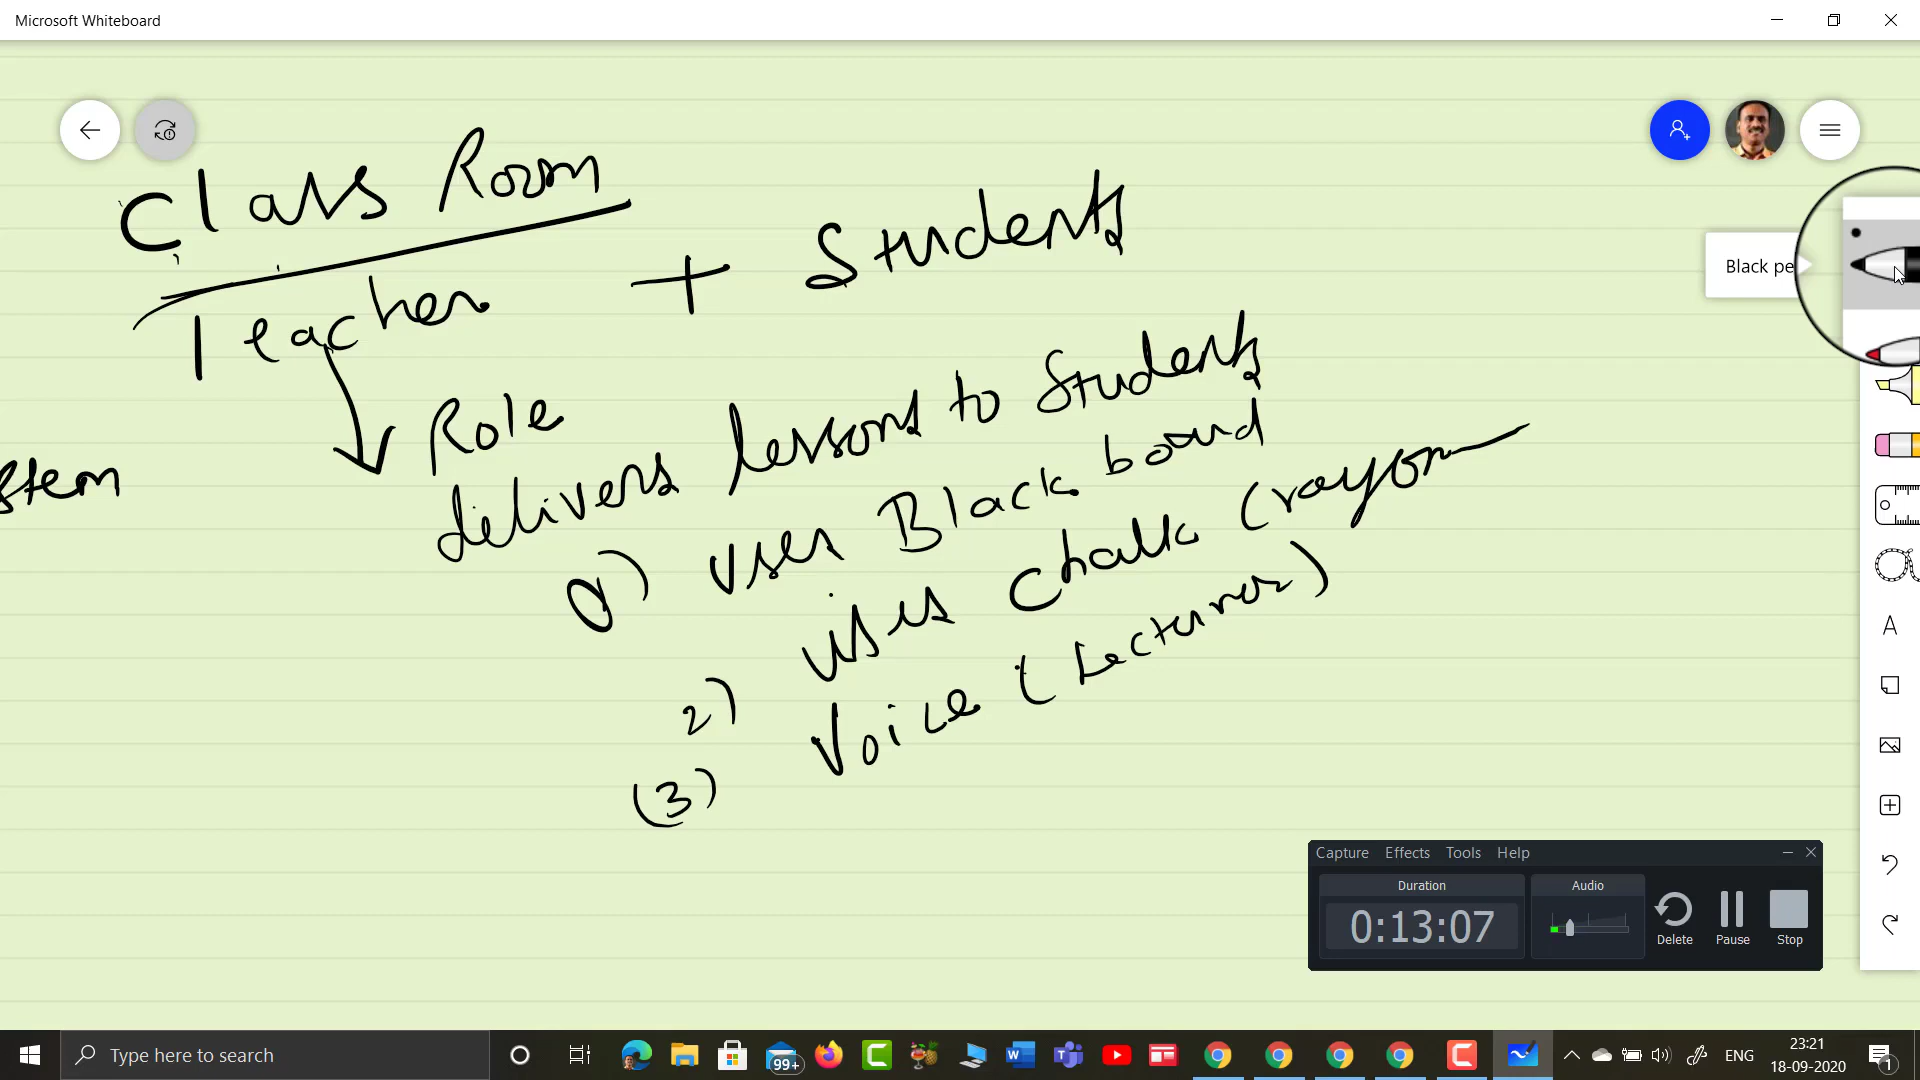 Microsoft Whiteboard
Class Room
Teacher + Students
Black pe
Role
delivers lessons to Students
stem
1) uses Black board
2) uses chalk crayon
(3) Voice (Lecturer)
Capture Effects Tools Help
Duration
Audio
0:13:07
Delete Pause Stop
A
Type here to search
99+
ENG
23:21
18-09-2020
1